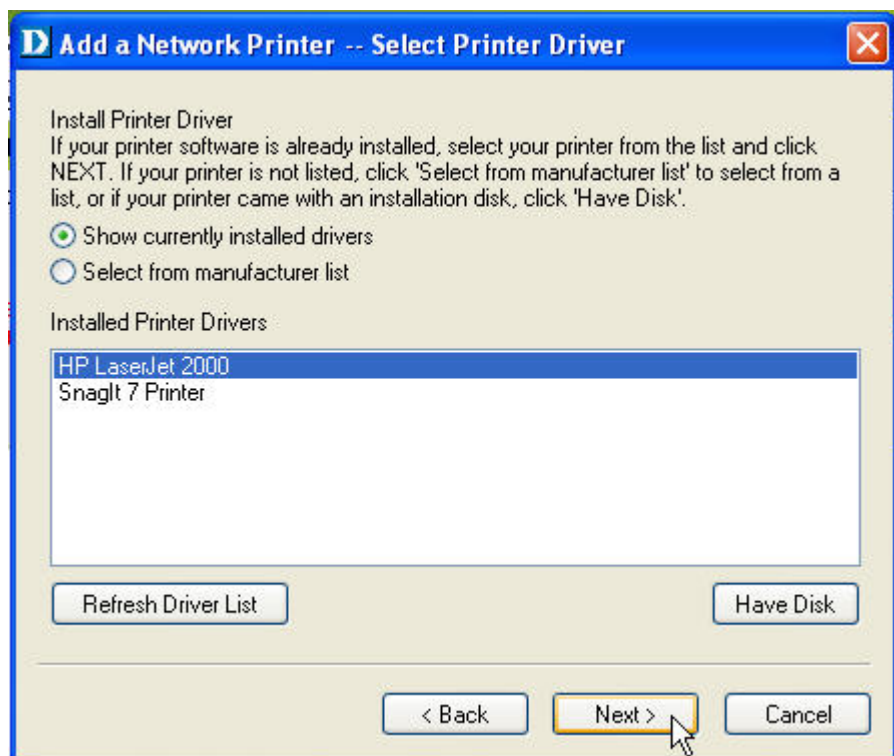 D Add a Network Printer -- Select Printer Driver
Install Printer Driver
If your printer software is already installed, select your printer from the list and click
NEXT. If your printer is not listed, click 'Select from manufacturer list' to select from a
list, or if your printer came with an installation disk, click 'Have Disk'.
Show currently installed drivers
Select from manufacturer list
Installed Printer Drivers
HP LaserJet 2000
SnagIt 7 Printer
Refresh Driver List Have Disk
< Back Next > Cancel